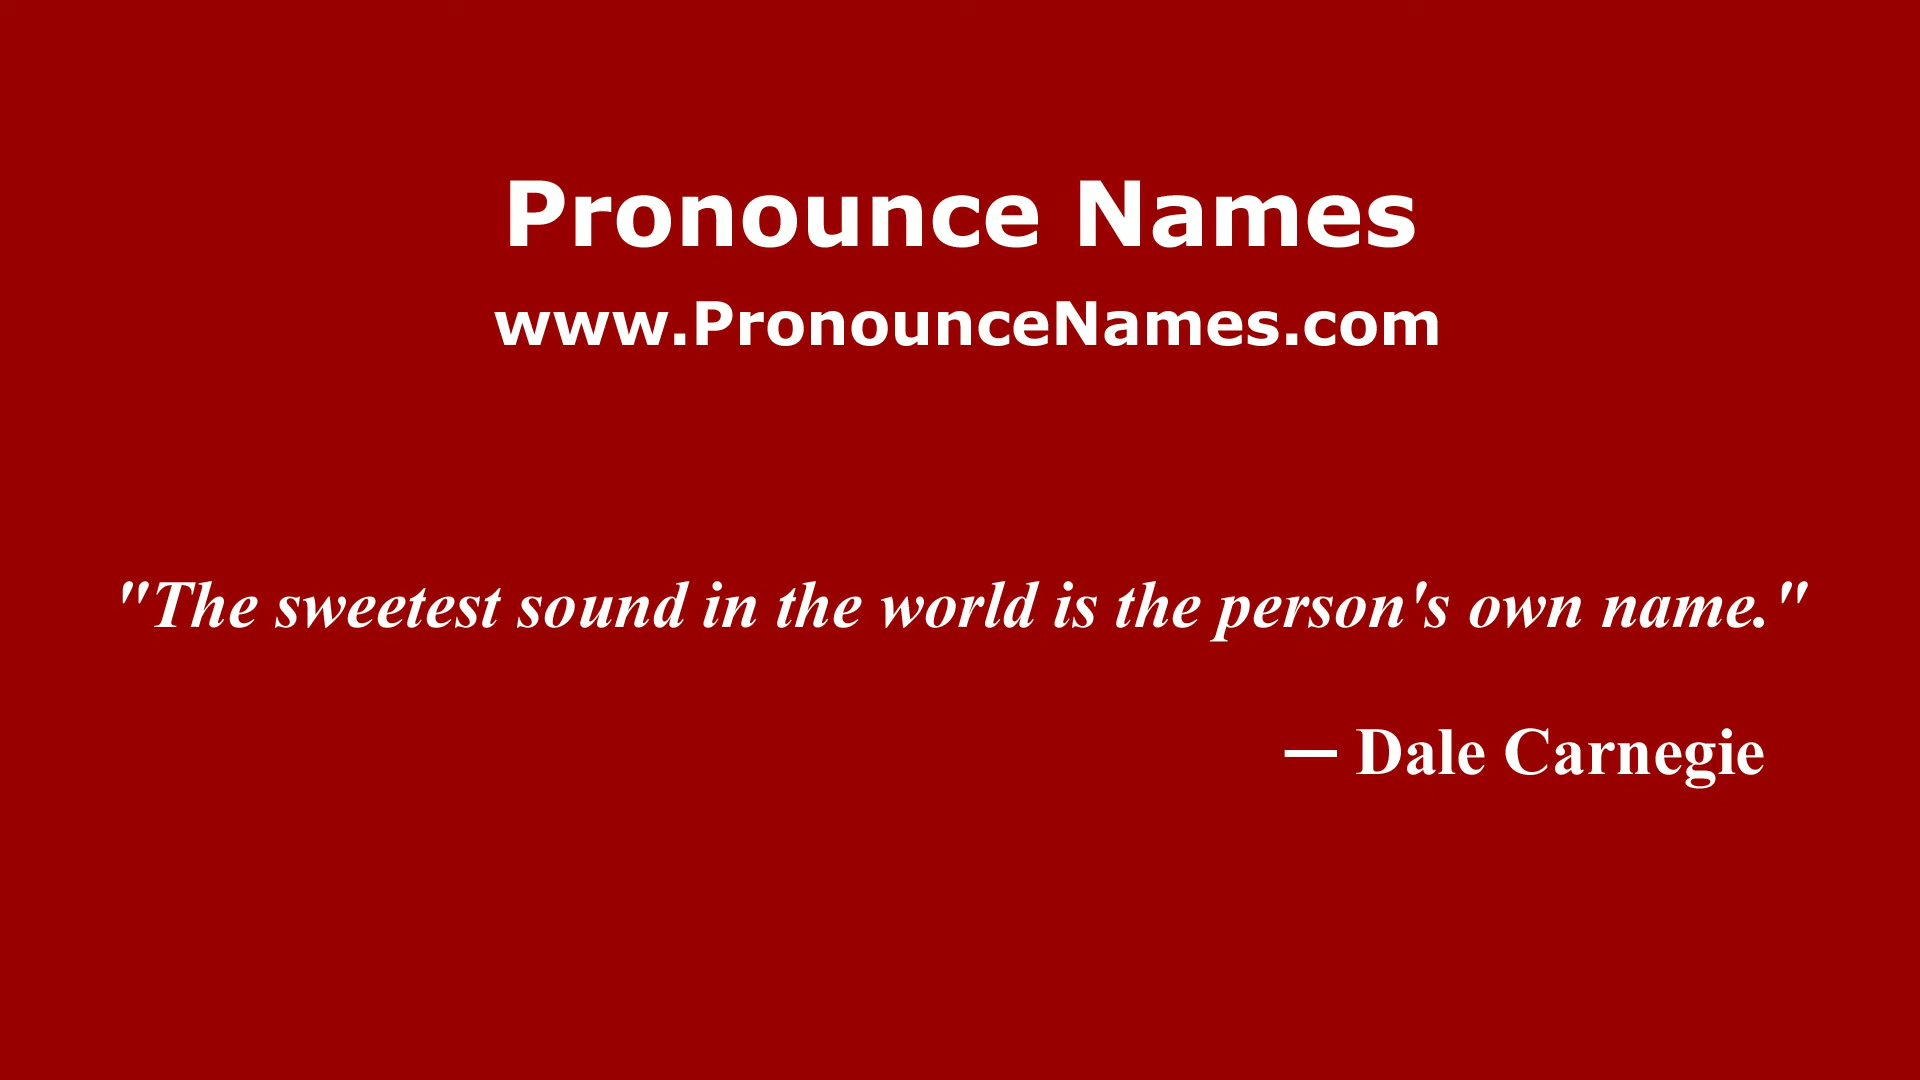 Pronounce Names
www.PronounceNames.com
"The sweetest sound in the world is the person's own name."
— Dale Carnegie